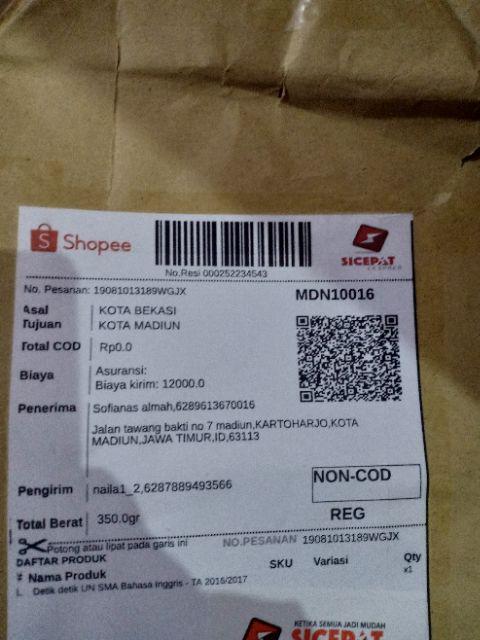 Shopee
SICEPAT
EKSPRES
No.Resi 000252234543
No. Pesanan: 19081013189WGJX
MDN10016
Asal KOTA BEKASI
Tujuan KOTA MADIUN
Total COD Rp0.0
Biaya Asuransi:
Biaya kirim: 12000.0
Penerima Sofianas almah,6289613670016
Jalan tawang bakti no 7 madiun,KARTOHARJO,KOTA
MADIUN,JAWA TIMUR,ID,63113
NON-COD
Pengirim naila1_2,6287889493566
REG
Total Berat 350.0gr
Potong atau lipat pada garis ini NO.PESANAN 19081013189WGJX
DAFTAR PRODUK
# Nama Produk SKU Variasi Qty
Detik detik UN SMA Bahasa Inggris - TA 2016/2017 x1
KETIKA SEMUA JADI MUDAH
SICEPAT